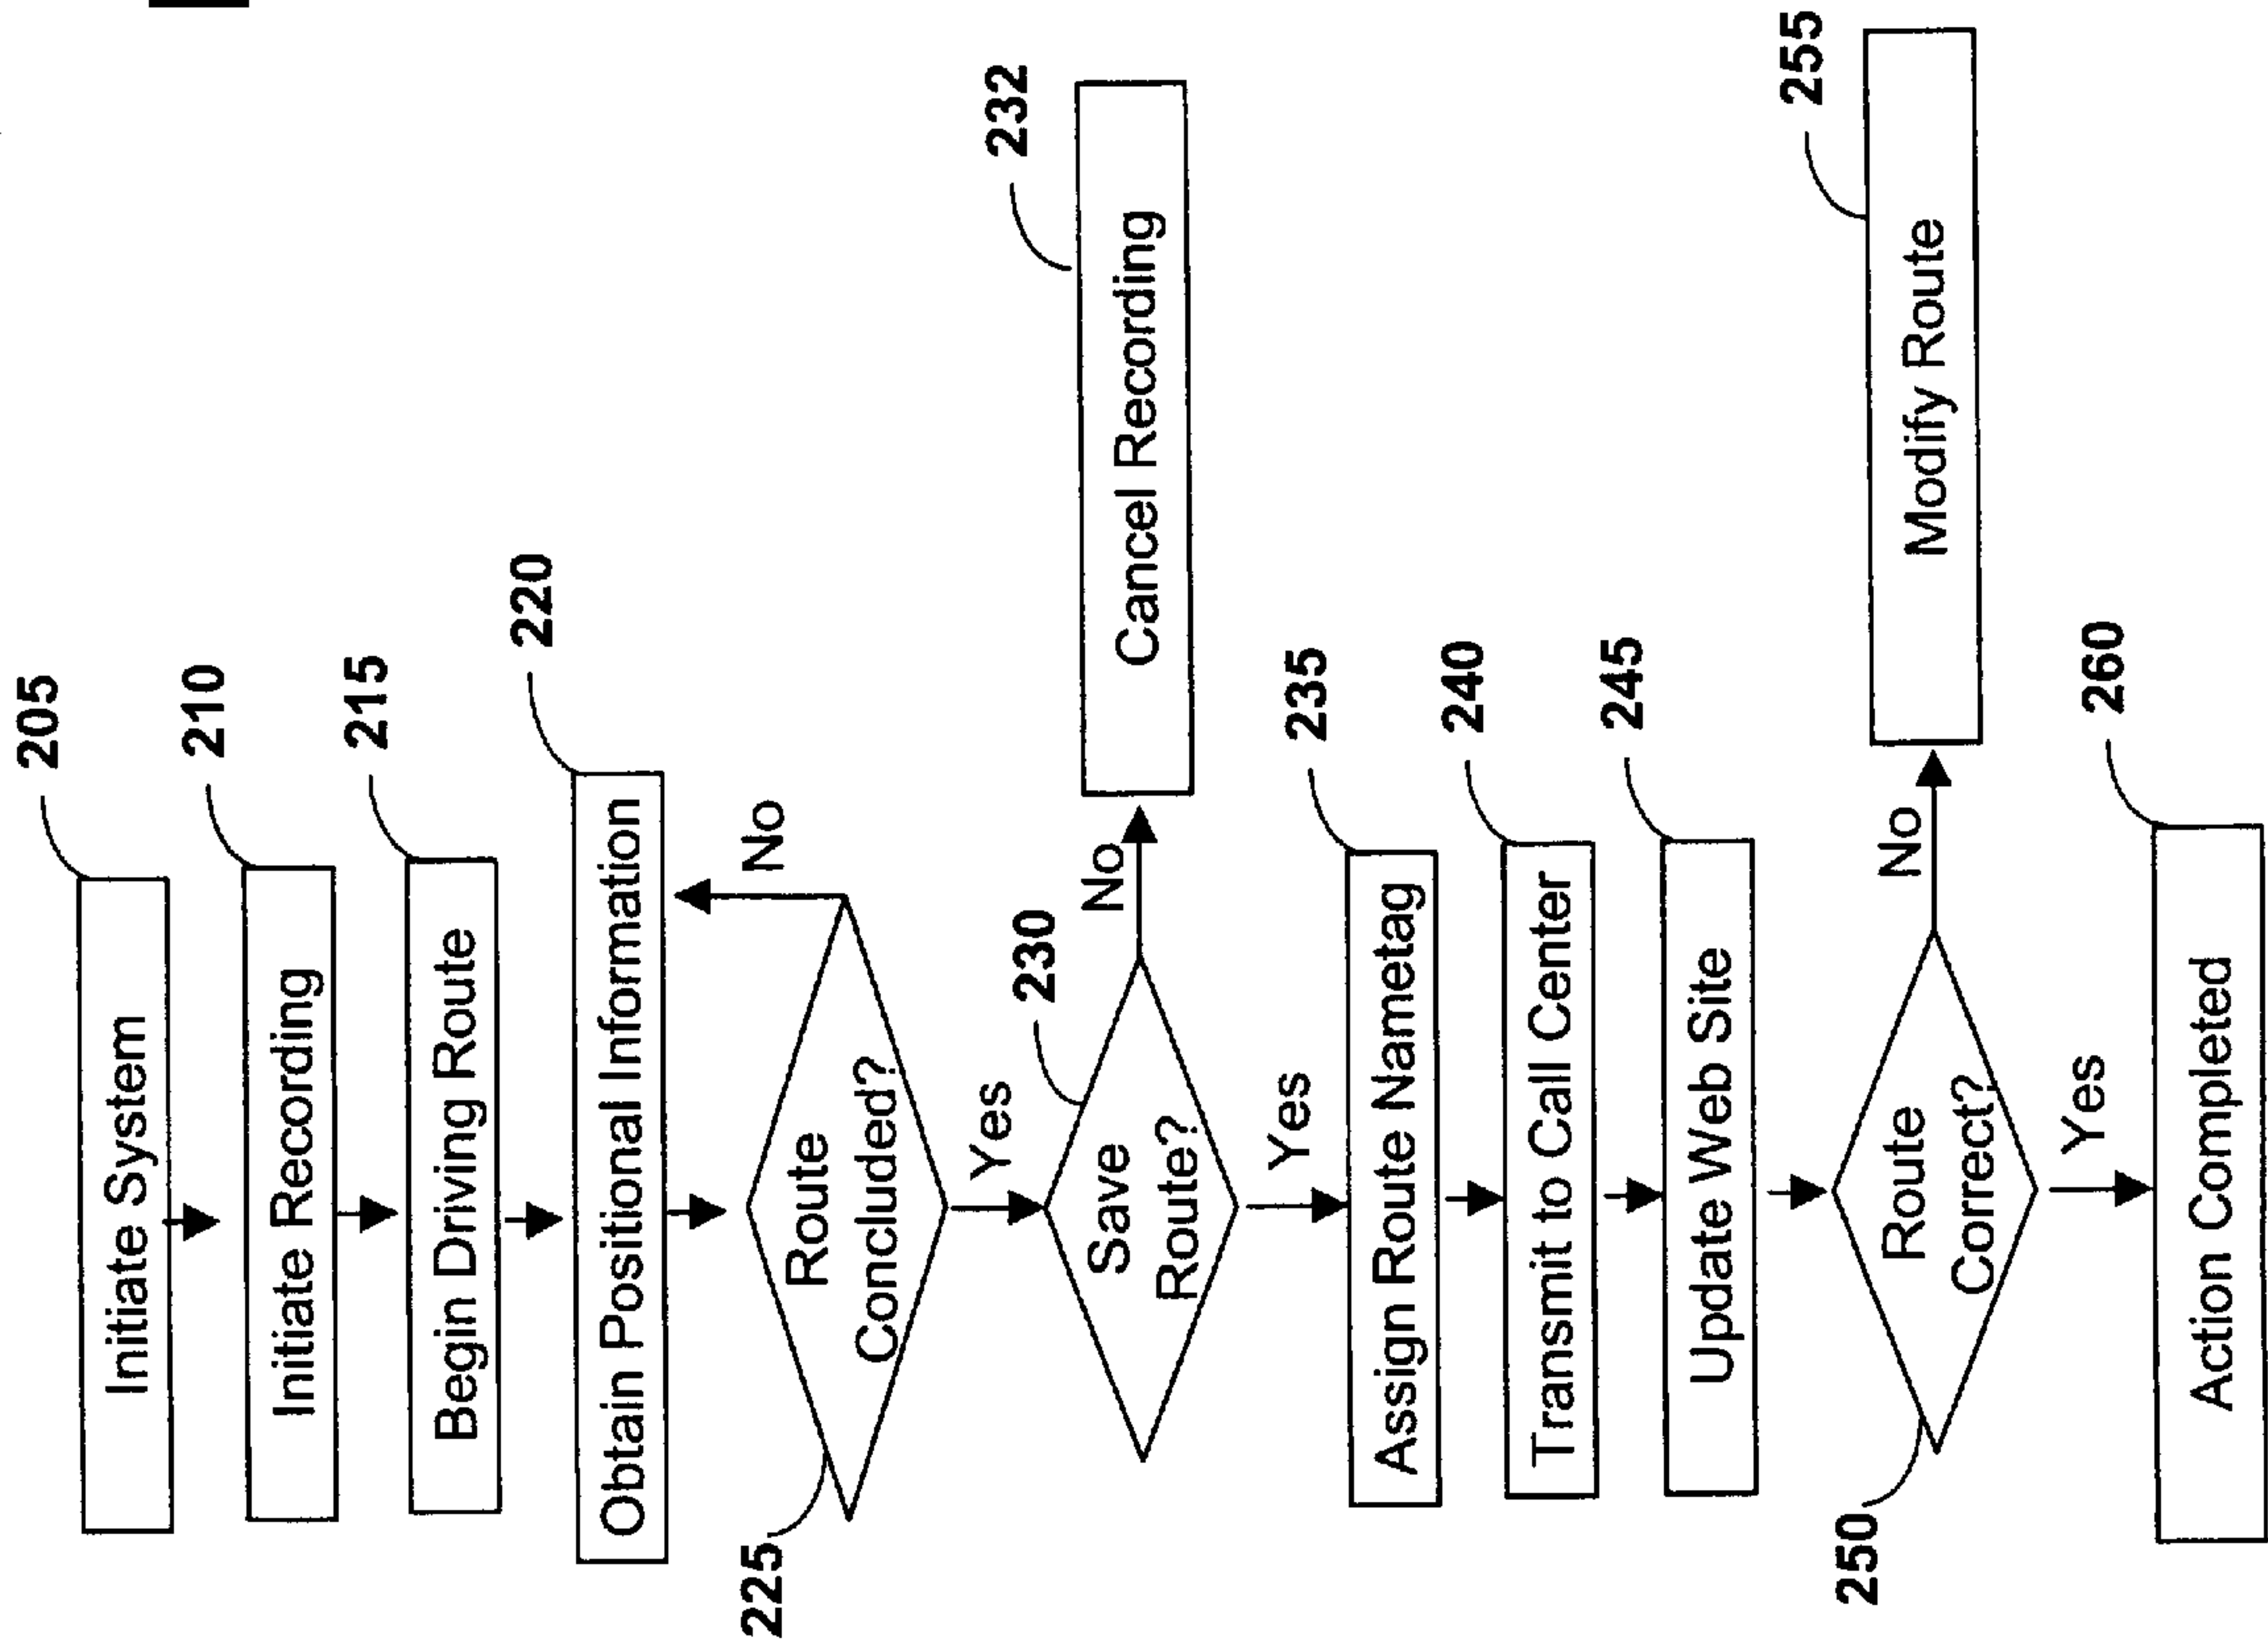 205
Initiate System
210
Initiate Recording
215
Begin Driving Route
220
Obtain Positional Information
225
Route
Concluded?
No
Yes
230
Save
Route?
No
232
Cancel Recording
Yes
235
Assign Route Nametag
240
Transmit to Call Center
245
Update Web Site
250
Route
Correct?
No
255
Modify Route
Yes
260
Action Completed